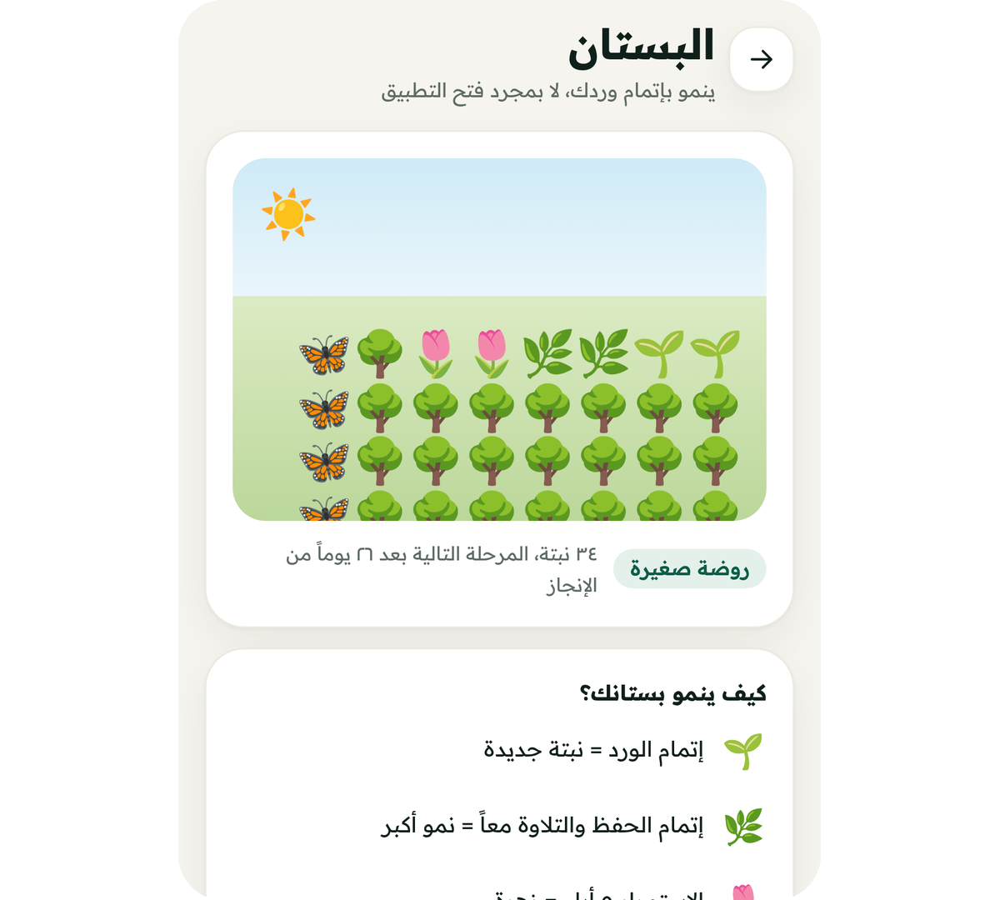 البستان
ينمو بإتمام وردك، لا بمجرد فتح التطبيق
روضة صغيرة
٣٤ نبتة، المرحلة التالية بعد ٢٦ يوماً من
الإنجاز
كيف ينمو بستانك؟
إتمام الورد = نبتة جديدة
إتمام الحفظ والتلاوة معاً = نمو أكبر